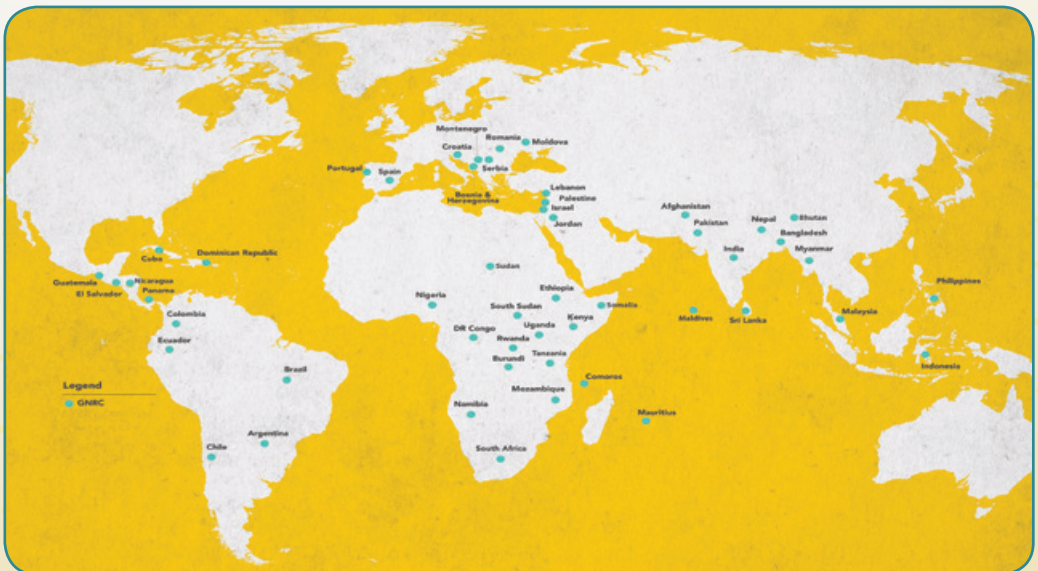 Montenegro
Romania
Moldova
Croatia
Serbia
Portugal
Spain
Bosnia &
Herzegovina
Lebanon
Palestine
Israel
Jordan
Afghanistan
Pakistan
Nepal
Bhutan
Bangladesh
India
Myanmar
Cuba
Dominican Republic
Guatemala
Nicaragua
El Salvador
Panama
Sudan
Nigeria
Ethiopia
South Sudan
Somalia
Kenya
Uganda
DR Congo
Rwanda
Burundi
Tanzania
Maldives
Sri Lanka
Malaysia
Philippines
Indonesia
Colombia
Ecuador
Brazil
Comoros
Mozambique
Namibia
Mauritius
Argentina
Chile
South Africa
Legend
GNRC